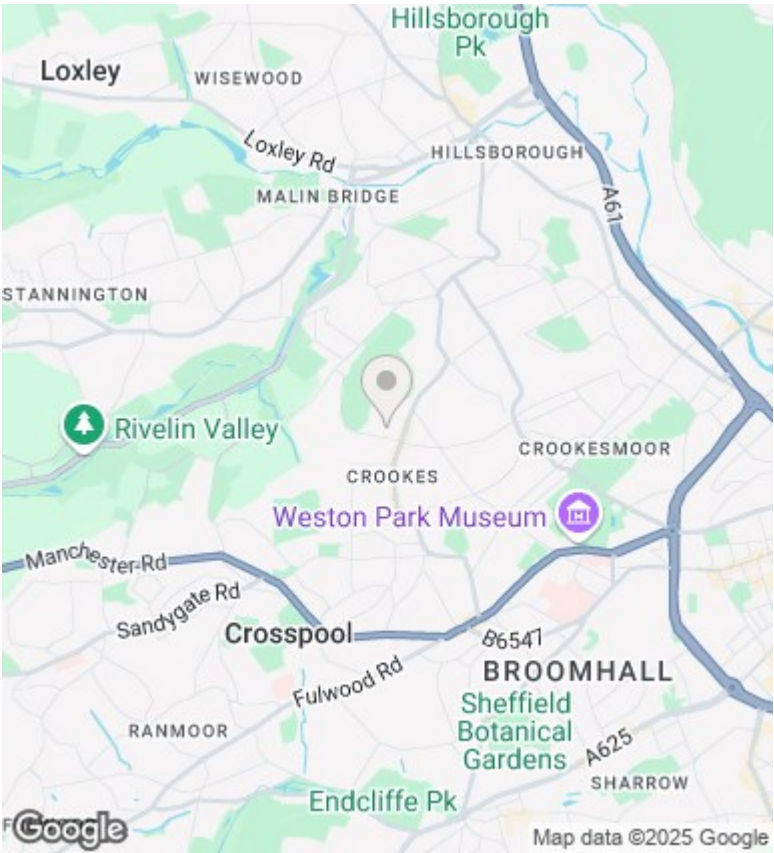 Hillsborough
Pk
Loxley
WISEWOOD
Loxley Rd
HILLSBOROUGH
MALIN BRIDGE
A61
STANNINGTON
Rivelin Valley
CROOKESMOOR
CROOKES
Weston Park Museum
Manchester Rd
Sandygate Rd
Crosspool
B6547
Fulwood Rd
BROOMHALL
Sheffield
Botanical
Gardens
RANMOOR
A625
SHARROW
Endcliffe Pk
Google
Map data ©2025 Google